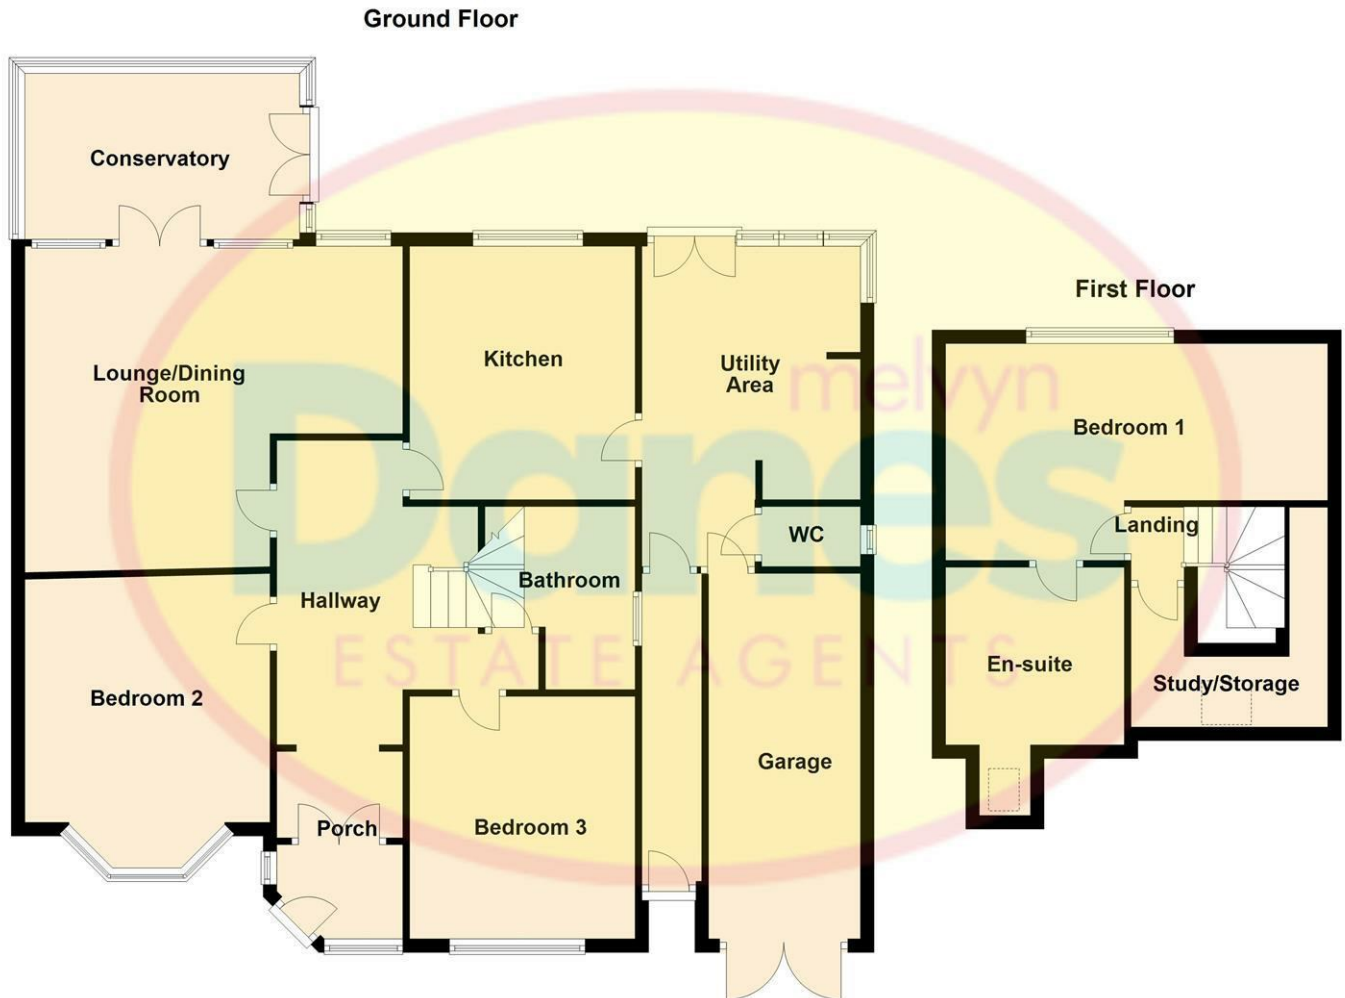 Ground Floor
Conservatory
Kitchen
Utility
Area
Lounge/Dining
Room
WC
Bathroom
Hallway
Bedroom 2
Garage
Porch
Bedroom 3
First Floor
Bedroom 1
Landing
En-suite
Study/Storage
melvyn
Danes
ESTATE AGENTS